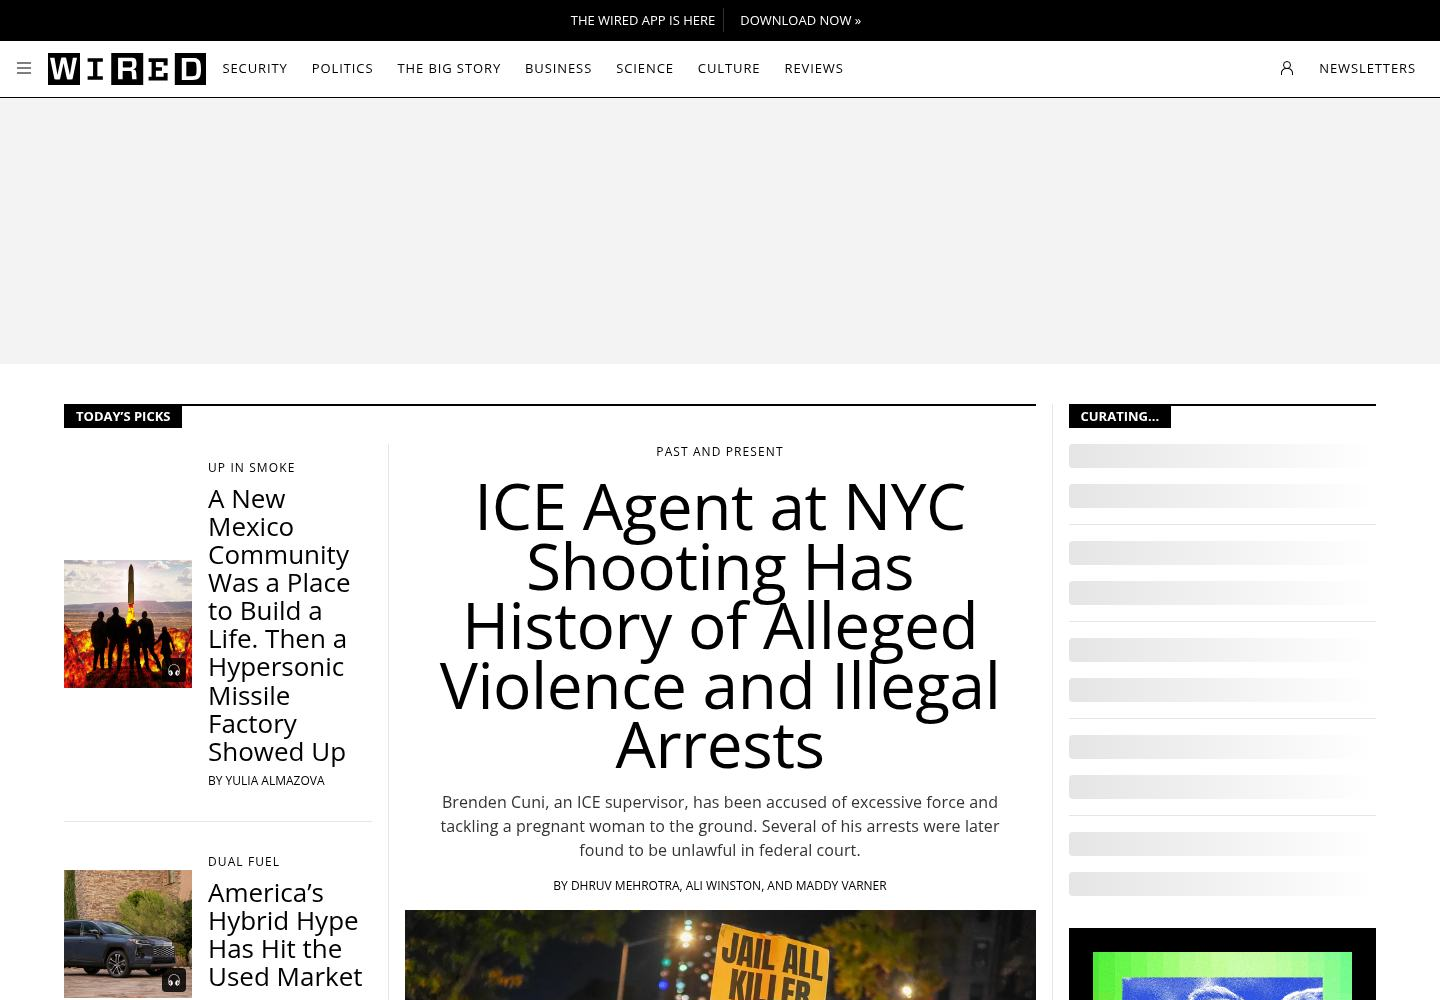 THE WIRED APP IS HERE
DOWNLOAD NOW »
WIRED
SECURITY
POLITICS
THE BIG STORY
BUSINESS
SCIENCE
CULTURE
REVIEWS
NEWSLETTERS
TODAY'S PICKS
UP IN SMOKE
A New
Mexico
Community
Was a Place
to Build a
Life. Then a
Hypersonic
Missile
Factory
Showed Up
BY YULIA ALMAZOVA
DUAL FUEL
America’s
Hybrid Hype
Has Hit the
Used Market
PAST AND PRESENT
ICE Agent at NYC
Shooting Has
History of Alleged
Violence and Illegal
Arrests
Brenden Cuni, an ICE supervisor, has been accused of excessive force and
tackling a pregnant woman to the ground. Several of his arrests were later
found to be unlawful in federal court.
BY DHRUV MEHROTRA, ALI WINSTON, AND MADDY VARNER
JAIL ALL
KILLER
CURATING...